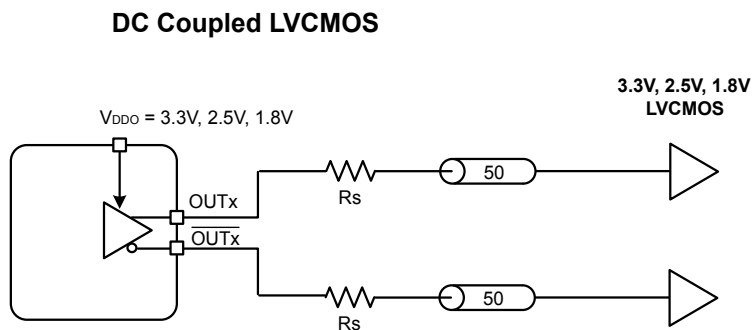 DC Coupled LVCMOS
3.3V, 2.5V, 1.8V
LVCMOS
VDDO = 3.3V, 2.5V, 1.8V
OUTx
OUTx
Rs
50
Rs
50